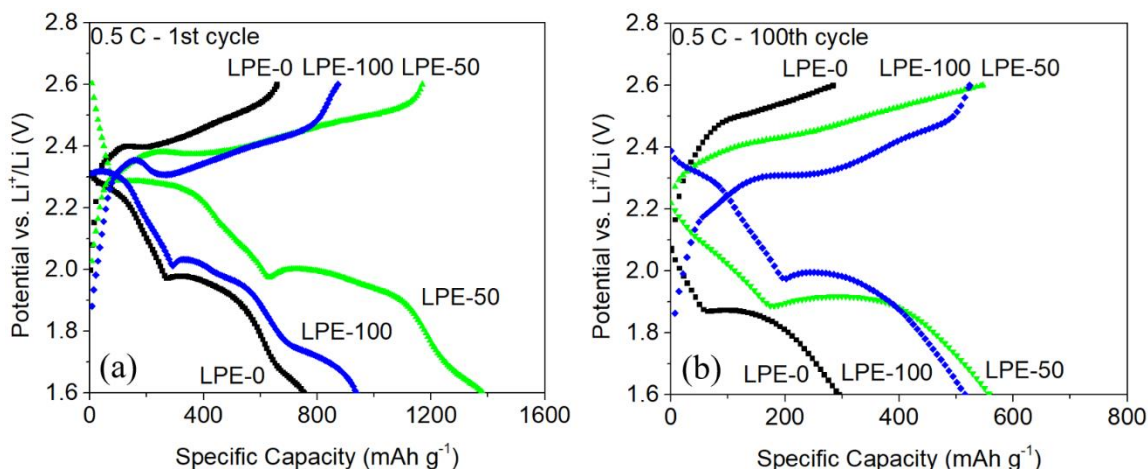 0.5 C - 1st cycle
LPE-0 LPE-100 LPE-50
LPE-50
LPE-100
LPE-0
(a)
2.8
2.6
2.4
2.2
2.0
1.8
1.6
0 400 800 1200 1600
Potential vs. Li⁺/Li (V)
Specific Capacity (mAh g⁻¹)
0.5 C - 100th cycle
LPE-0 LPE-100 LPE-50
LPE-0 LPE-100 LPE-50
(b)
2.8
2.6
2.4
2.2
2.0
1.8
1.6
0 200 400 600 800
Potential vs. Li⁺/Li (V)
Specific Capacity (mAh g⁻¹)